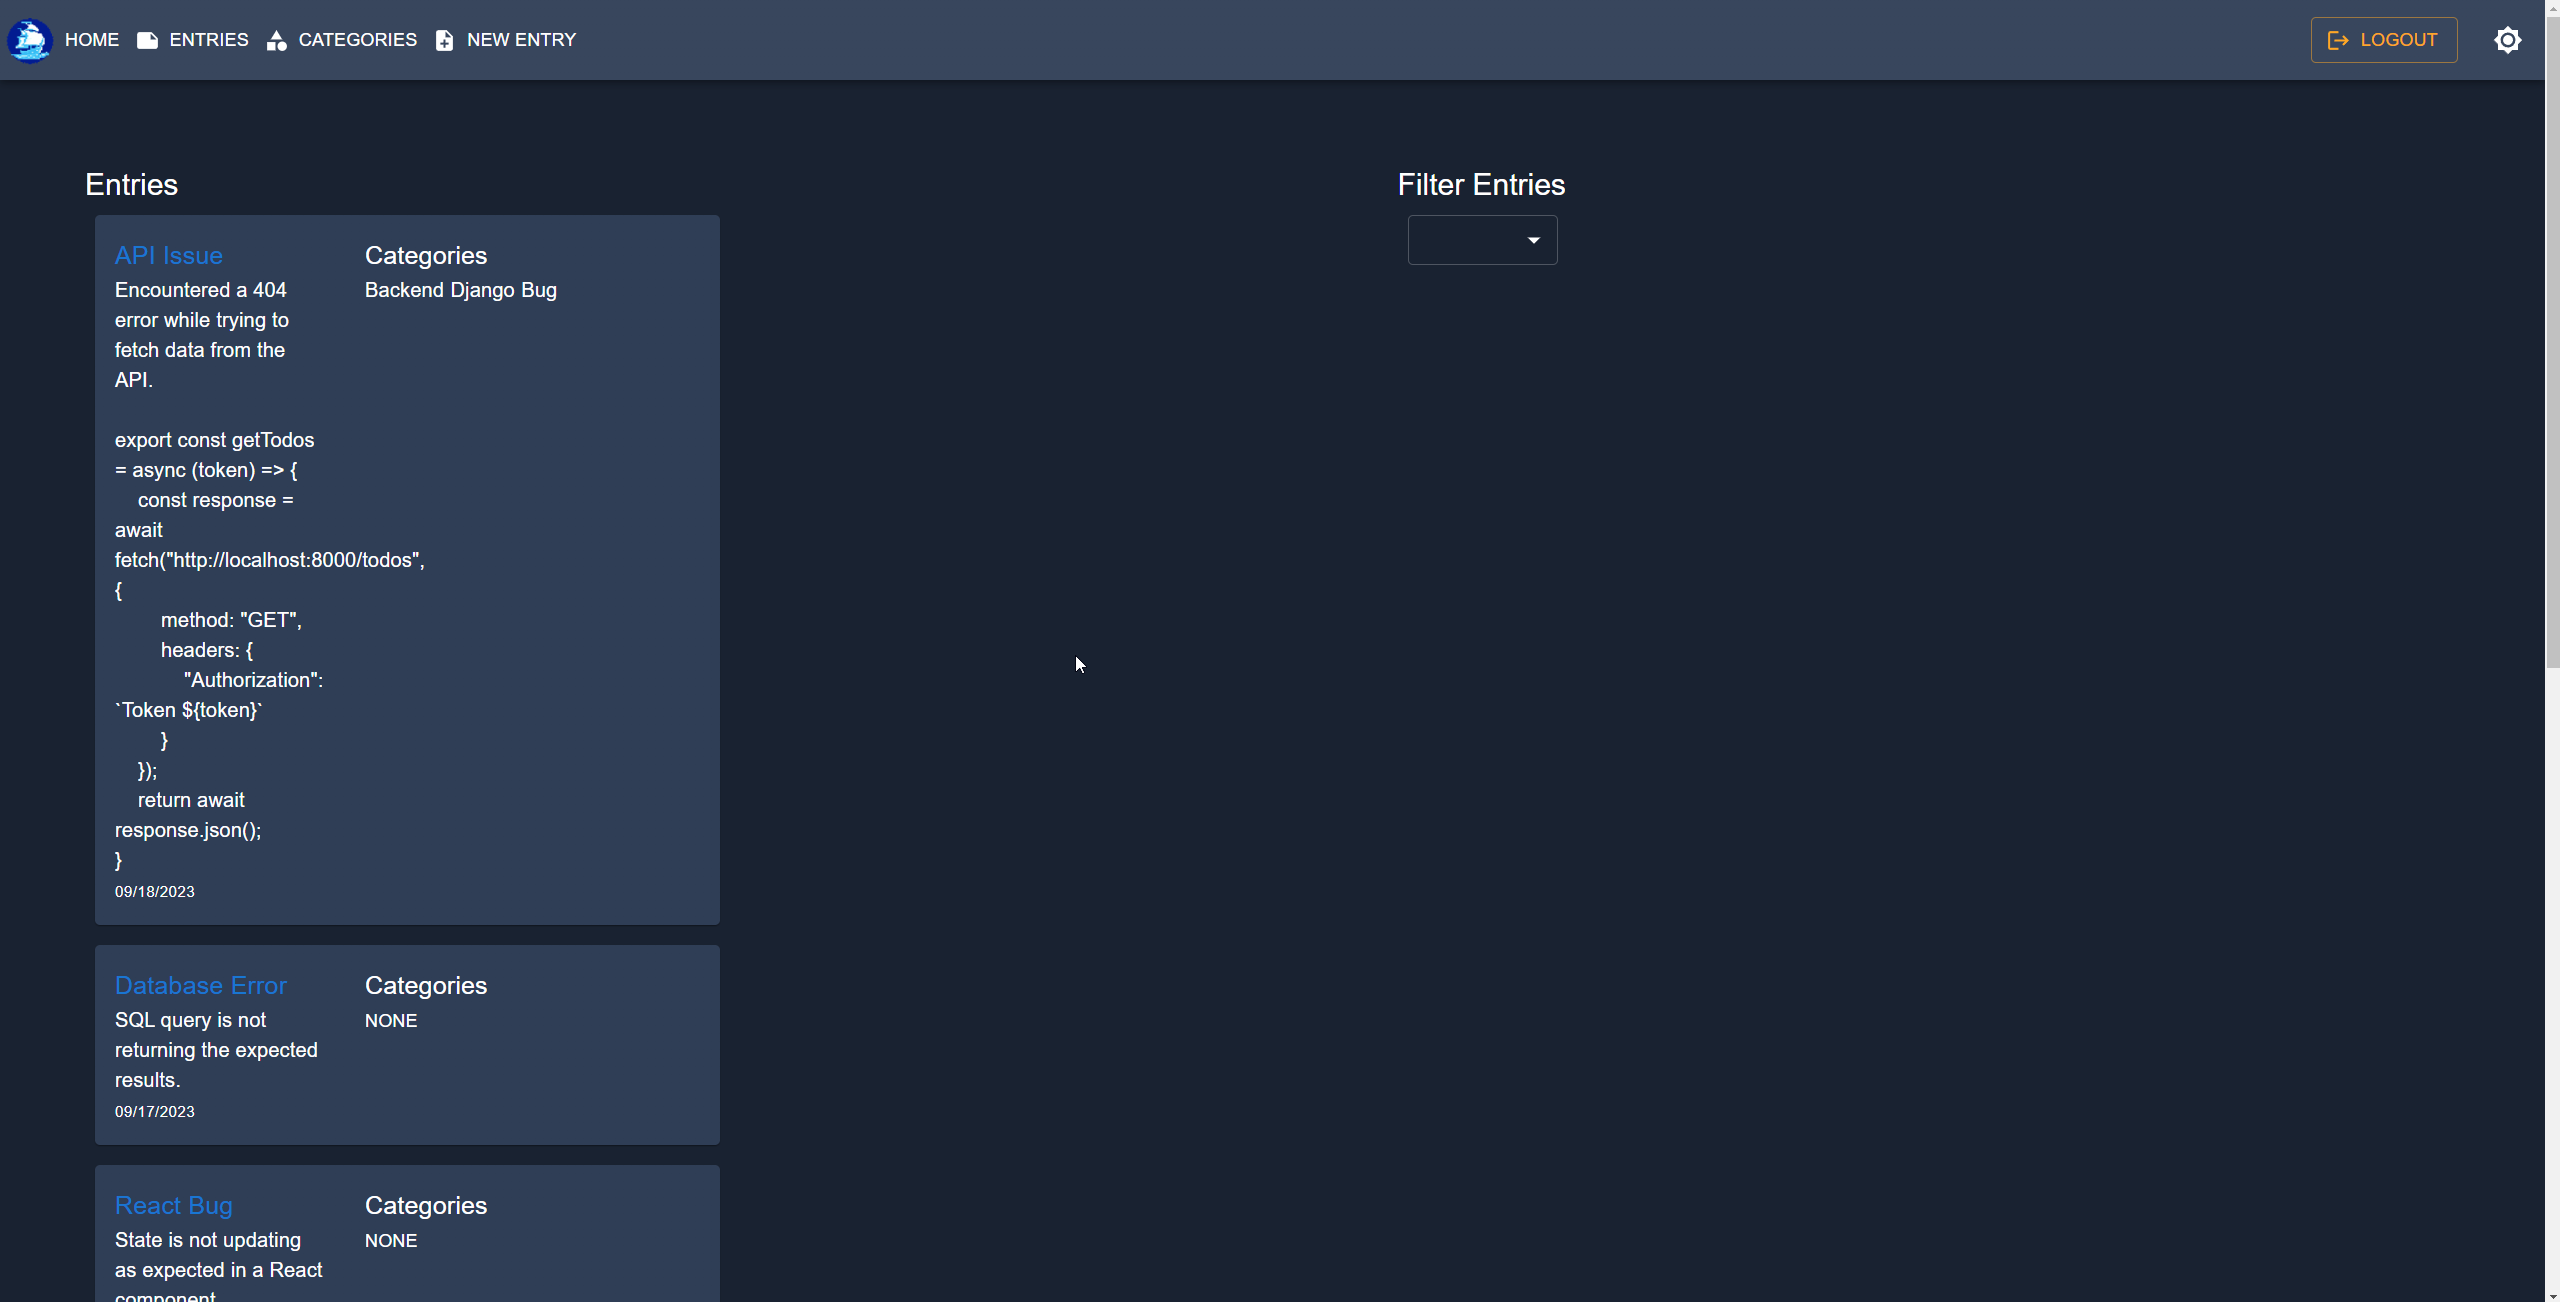 HOME ENTRIES CATEGORIES NEW ENTRY LOGOUT
Entries
API Issue
Encountered a 404
error while trying to
fetch data from the
API.
export const getTodos
= async (token) => {
const response =
await
fetch("http://localhost:8000/todos",
{
method: "GET",
headers: {
"Authorization":
`Token ${token}`
}
});
return await
response.json();
}
09/18/2023
Categories
Backend Django Bug
Database Error
SQL query is not
returning the expected
results.
09/17/2023
Categories
NONE
React Bug
State is not updating
as expected in a React
component
Categories
NONE
Filter Entries